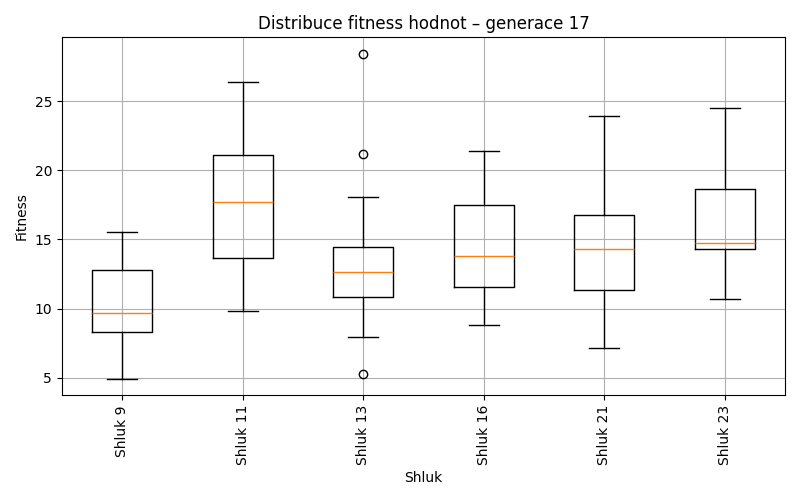 Distribuce fitness hodnot – generace 17
Fitness
25
20
15
10
5
Shluk 9
Shluk 11
Shluk 13
Shluk 16
Shluk 21
Shluk 23
Shluk